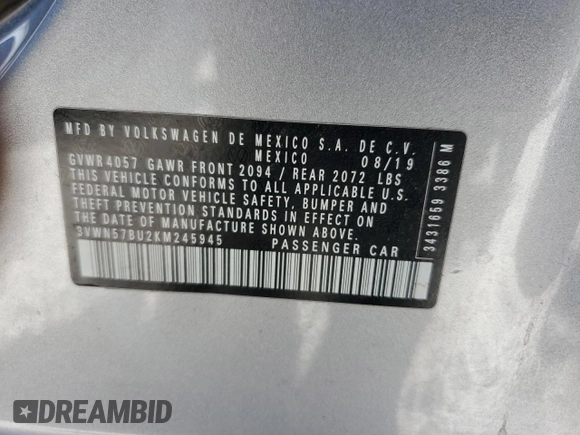 MFD BY VOLKSWAGEN DE MEXICO S.A. DE C.V.
MEXICO 08/19
GVWR 4057 GAWR FRONT 2094 / REAR 2072 LBS
THIS VEHICLE CONFORMS TO ALL APPLICABLE U.S.
FEDERAL MOTOR VEHICLE SAFETY, BUMPER AND
THEFT PREVENTION STANDARDS IN EFFECT ON
THE DATE OF MANUFACTURE SHOWN ABOVE.
3VWN57BU2KM245945 PASSENGER CAR
3431659 3386 M
DREAMBID